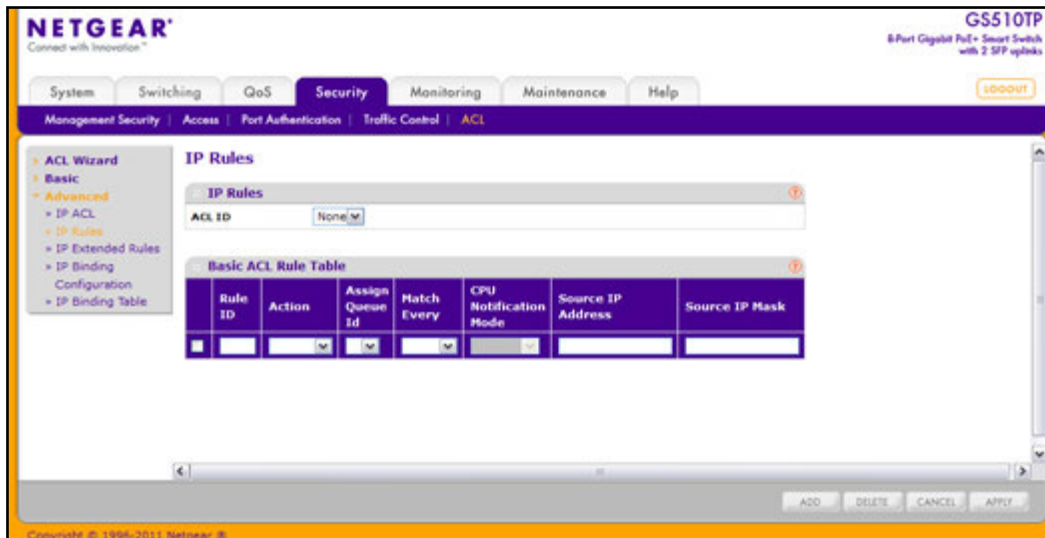 NETGEAR®
Connect with Innovation™
GS510TP
8-Port Gigabit PoE+ Smart Switch
with 2 SFP uplinks
System Switching QoS Security Monitoring Maintenance Help
LOGOUT
Management Security | Access | Port Authentication | Traffic Control | ACL
ACL Wizard
Basic
Advanced
» IP ACL
» IP Rules
» IP Extended Rules
» IP Binding
Configuration
» IP Binding Table
IP Rules
IP Rules
ACL ID None
Basic ACL Rule Table
Rule ID
Action
Assign Queue Id
Match Every
CPU Notification Mode
Source IP Address
Source IP Mask
ADD DELETE CANCEL APPLY
Copyright © 1996-2011 Netgear ®